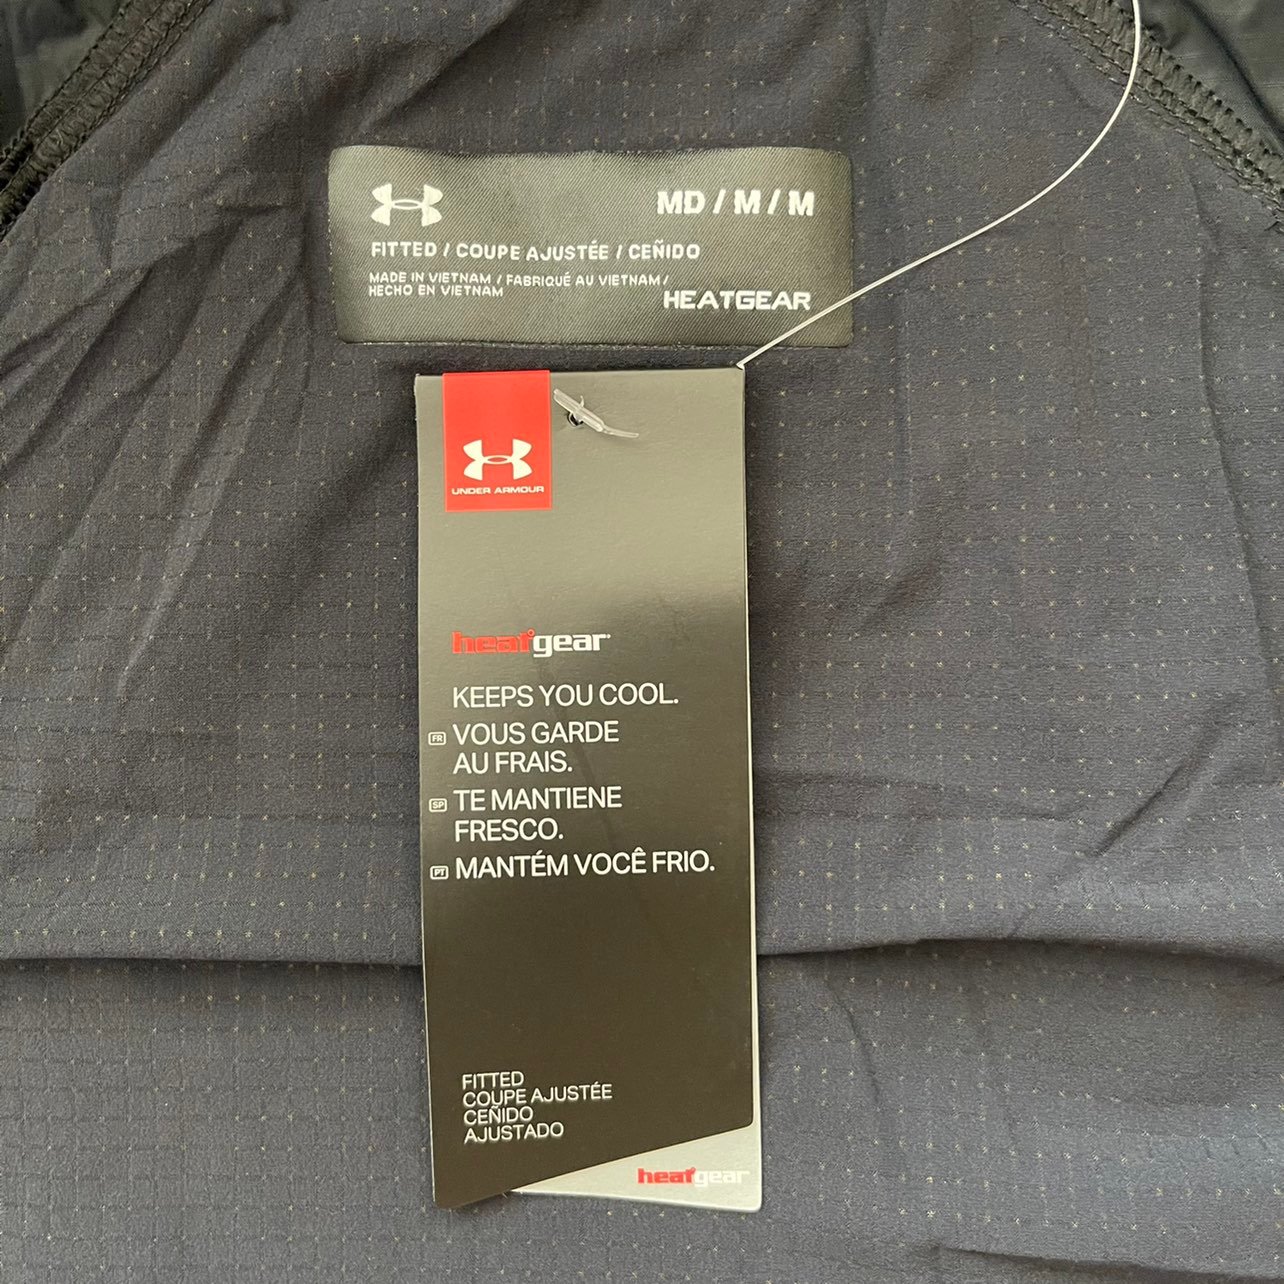 MD / M / M
FITTED / COUPE AJUSTÉE / CEÑIDO
MADE IN VIETNAM / FABRIQUÉ AU VIETNAM /
HECHO EN VIETNAM
HEATGEAR
UNDER ARMOUR
heatgear
KEEPS YOU COOL.
FR VOUS GARDE
AU FRAIS.
SP TE MANTIENE
FRESCO.
PT MANTÉM VOCÊ FRIO.
FITTED
COUPE AJUSTÉE
CEÑIDO
AJUSTADO
heatgear